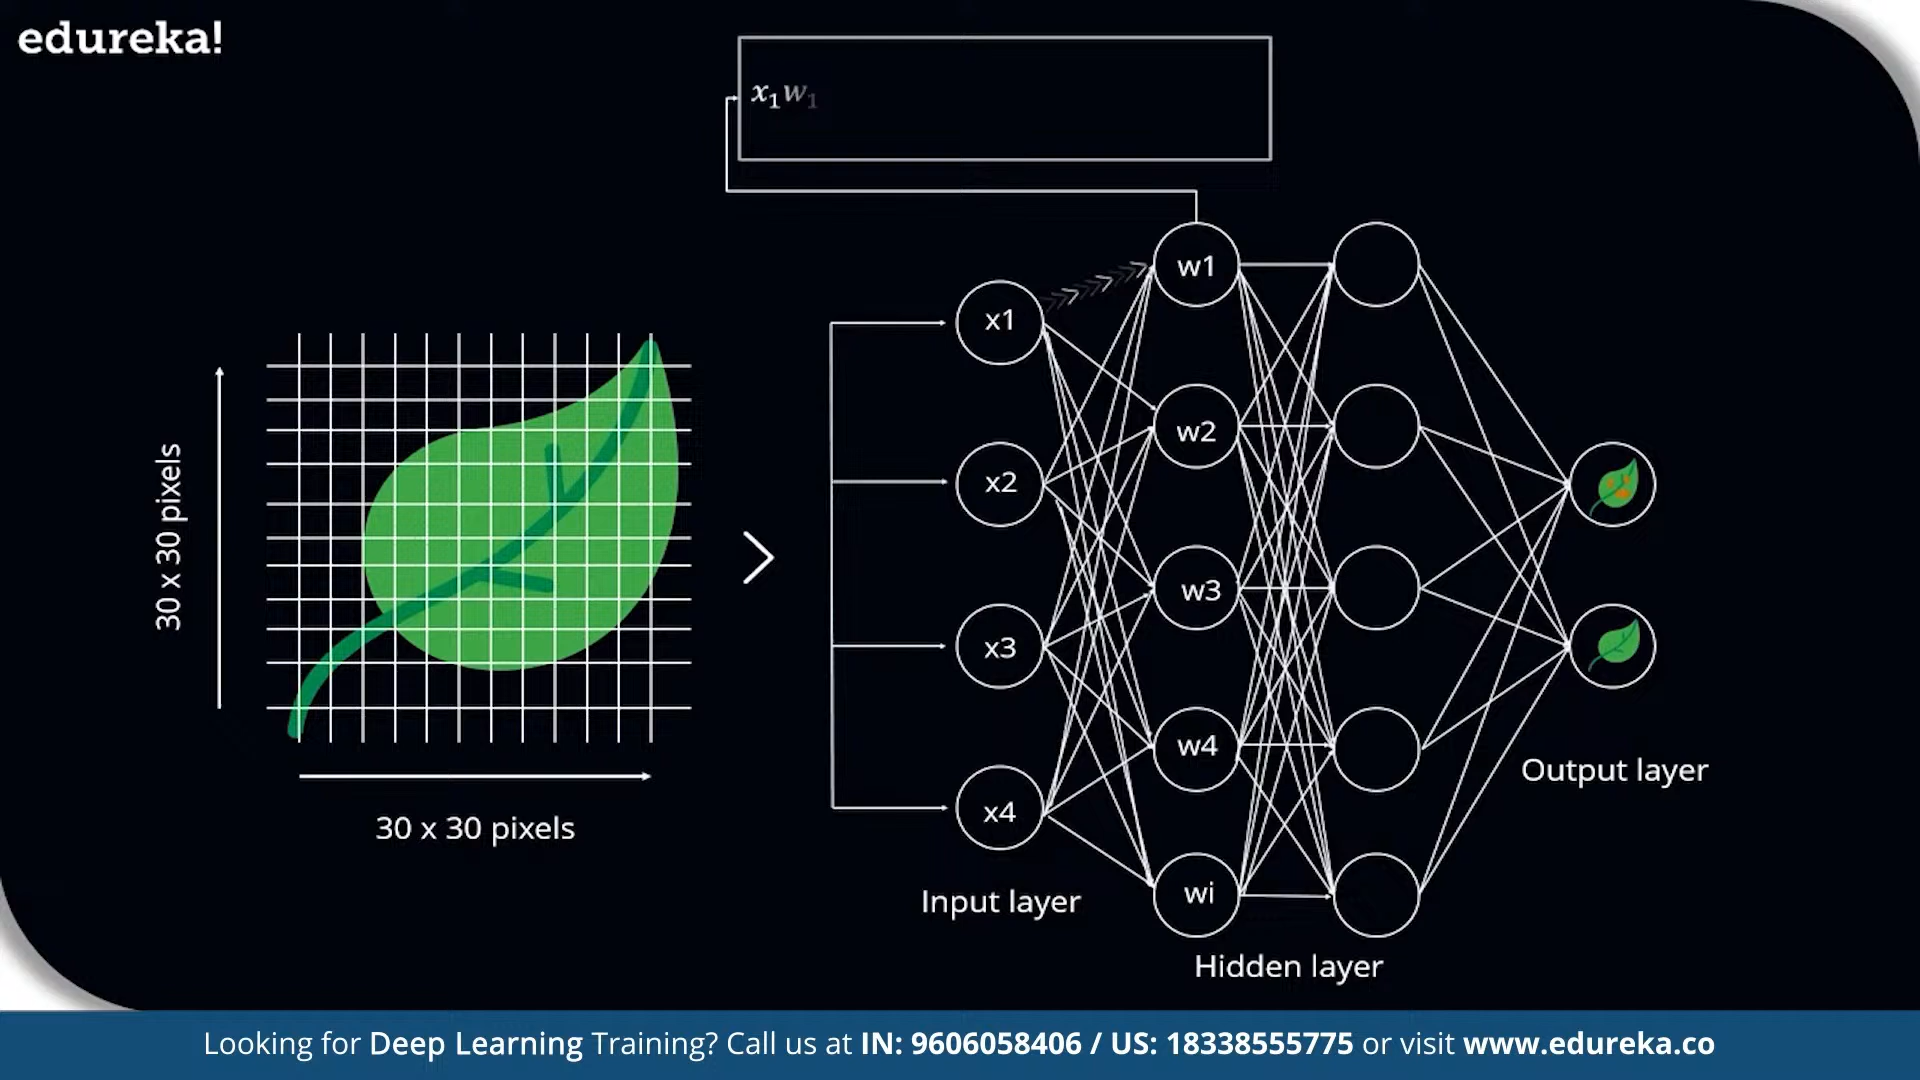 edureka!
x₁w₁
x1
x2
x3
x4
w1
w2
w3
w4
wi
30 x 30 pixels
30 x 30 pixels
Input layer
Hidden layer
Output layer
Looking for Deep Learning Training? Call us at IN: 9606058406 / US: 18338555775 or visit www.edureka.co